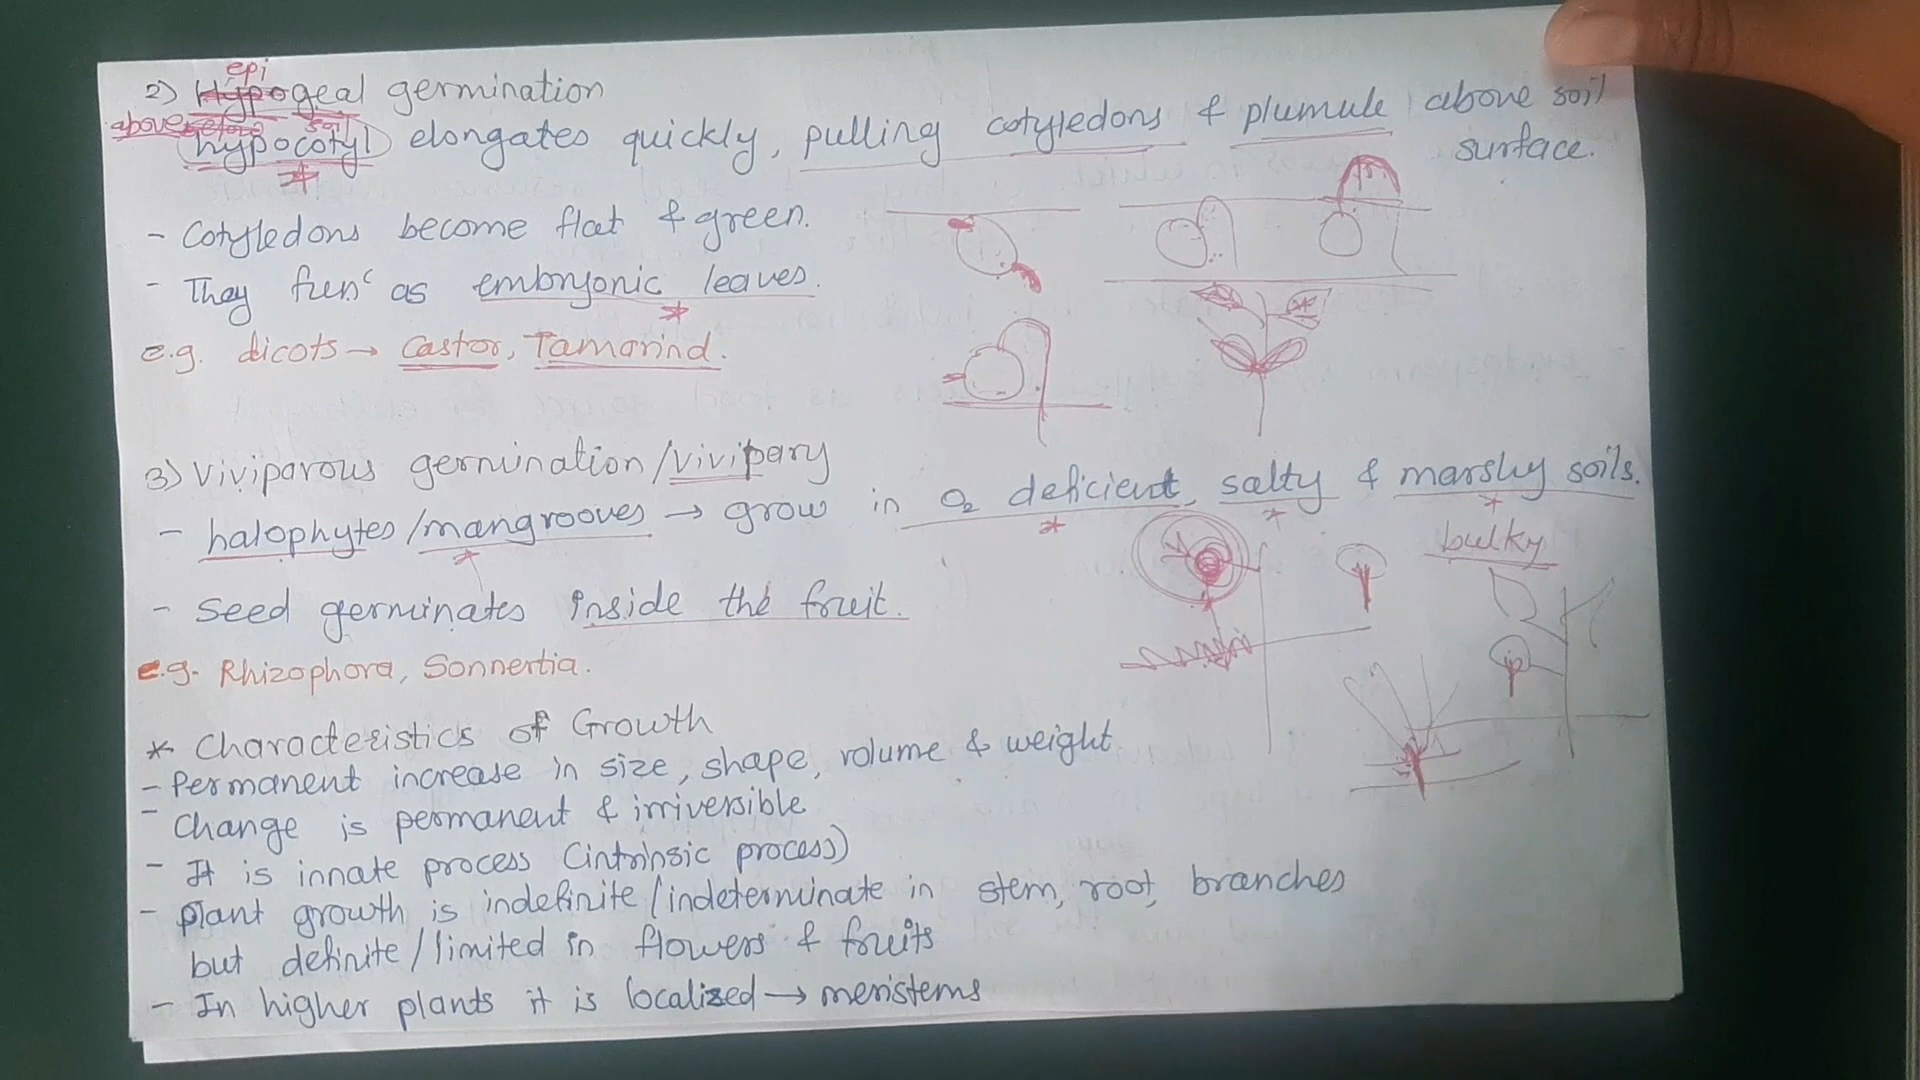 epi
2) Hypogeal germination
above soil
hypocotyl elongates quickly, pulling cotyledons & plumule above soil
surface.
- Cotyledons become flat & green.
- They funᶜ as embryonic leaves.
e.g. dicots → Castor, Tamarind.
3) Viviparous germination/vivipary
- halophytes/mangrooves → grow in O₂ deficient, salty & marshy soils.
bulky
- Seed germinates inside the fruit.
e.g. Rhizophora, Sonnertia.
* Characteristics of Growth
- Permanent increase in size, shape, volume & weight
- Change is permanent & irriversible
- It is innate process (intrinsic process)
- plant growth is indefinite/indeterminate in stem, root, branches
but definite/limited in flowers & fruits
- In higher plants it is localized → meristems